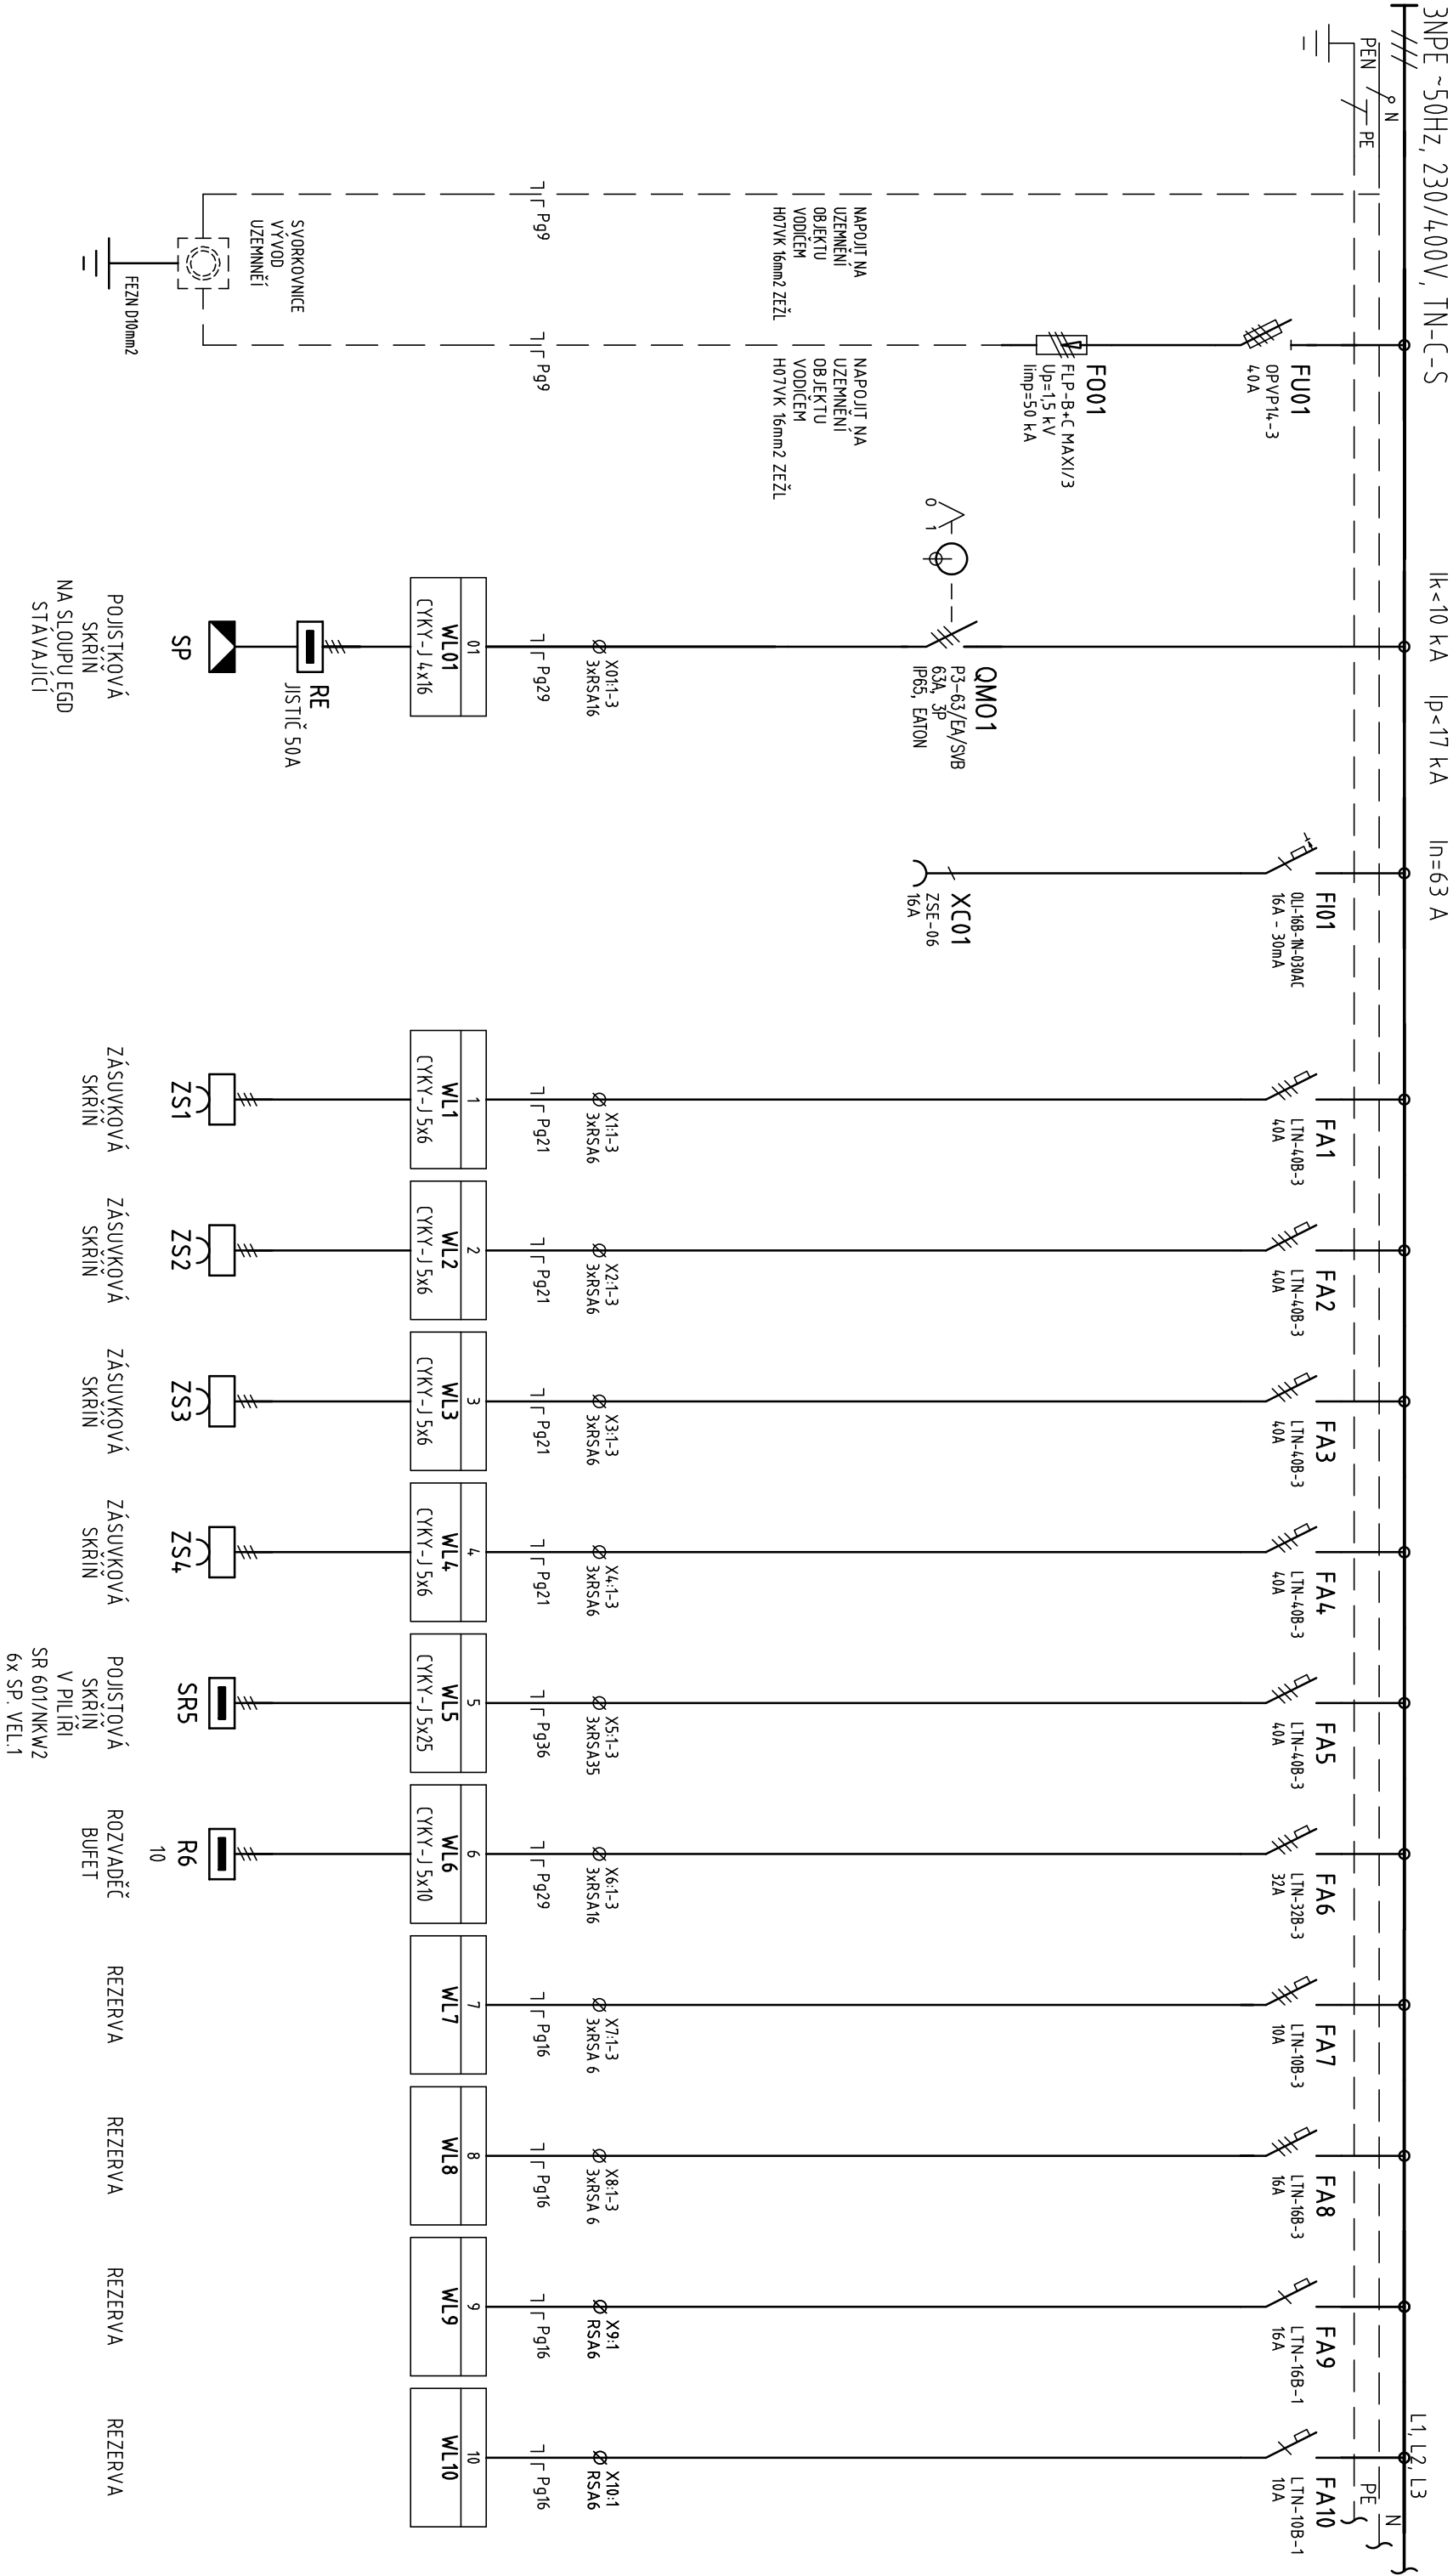 3NPE ~50Hz, 230/400V, TN-C-S
Ik<10 kA
Ip<17 kA
In=63 A
L1, L2, L3
N
PE
PEN
N
PE
FU01
OPVP14-3
40A
FO01
FLP-B+C MAXI/3
Up=1,5 kV
Iimp=50 kA
NAPOJIT NA
UZEMNĚNÍ
OBJEKTU
VODIČEM
H07VK 16mm2 ZEŽL
NAPOJIT NA
UZEMNĚNÍ
OBJEKTU
VODIČEM
H07VK 16mm2 ZEŽL
Pg9
Pg9
SVORKOVNICE
VÝVOD
UZEMNNĚÍ
FEZN D10mm2
QM01
P3-63/EA/SVB
63A, 3P
IP65, EATON
0
1
X01:1-3
3xRSA16
Pg29
01
WL01
CYKY-J 4x16
RE
JISTIČ 50A
SP
POJISTKOVÁ
SKŘÍŇ
NA SLOUPU EGD
STÁVAJÍCÍ
FI01
OLI-16B-1N-030AC
16A - 30mA
XC01
ZSE-06
16A
FA1
LTN-40B-3
40A
X1:1-3
3xRSA6
Pg21
1
WL1
CYKY-J 5x6
ZS1
ZÁSUVKOVÁ
SKŘÍŇ
FA2
LTN-40B-3
40A
X2:1-3
3xRSA6
Pg21
2
WL2
CYKY-J 5x6
ZS2
ZÁSUVKOVÁ
SKŘÍŇ
FA3
LTN-40B-3
40A
X3:1-3
3xRSA6
Pg21
3
WL3
CYKY-J 5x6
ZS3
ZÁSUVKOVÁ
SKŘÍŇ
FA4
LTN-40B-3
40A
X4:1-3
3xRSA6
Pg21
4
WL4
CYKY-J 5x6
ZS4
ZÁSUVKOVÁ
SKŘÍŇ
FA5
LTN-40B-3
40A
X5:1-3
3xRSA35
Pg36
5
WL5
CYKY-J 5x25
SR5
POJISTOVÁ
SKŘÍŇ
V PILÍŘI
SR 601/NKW2
6x SP. VEL.1
FA6
LTN-32B-3
32A
X6:1-3
3xRSA16
Pg29
6
WL6
CYKY-J 5x10
R6
10
ROZVADĚČ
BUFET
FA7
LTN-10B-3
10A
X7:1-3
3xRSA 6
Pg16
7
WL7
REZERVA
FA8
LTN-16B-3
16A
X8:1-3
3xRSA 6
Pg16
8
WL8
REZERVA
FA9
LTN-16B-1
16A
X9:1
RSA6
Pg16
9
WL9
REZERVA
FA10
LTN-10B-1
10A
X10:1
RSA6
Pg16
10
WL10
REZERVA